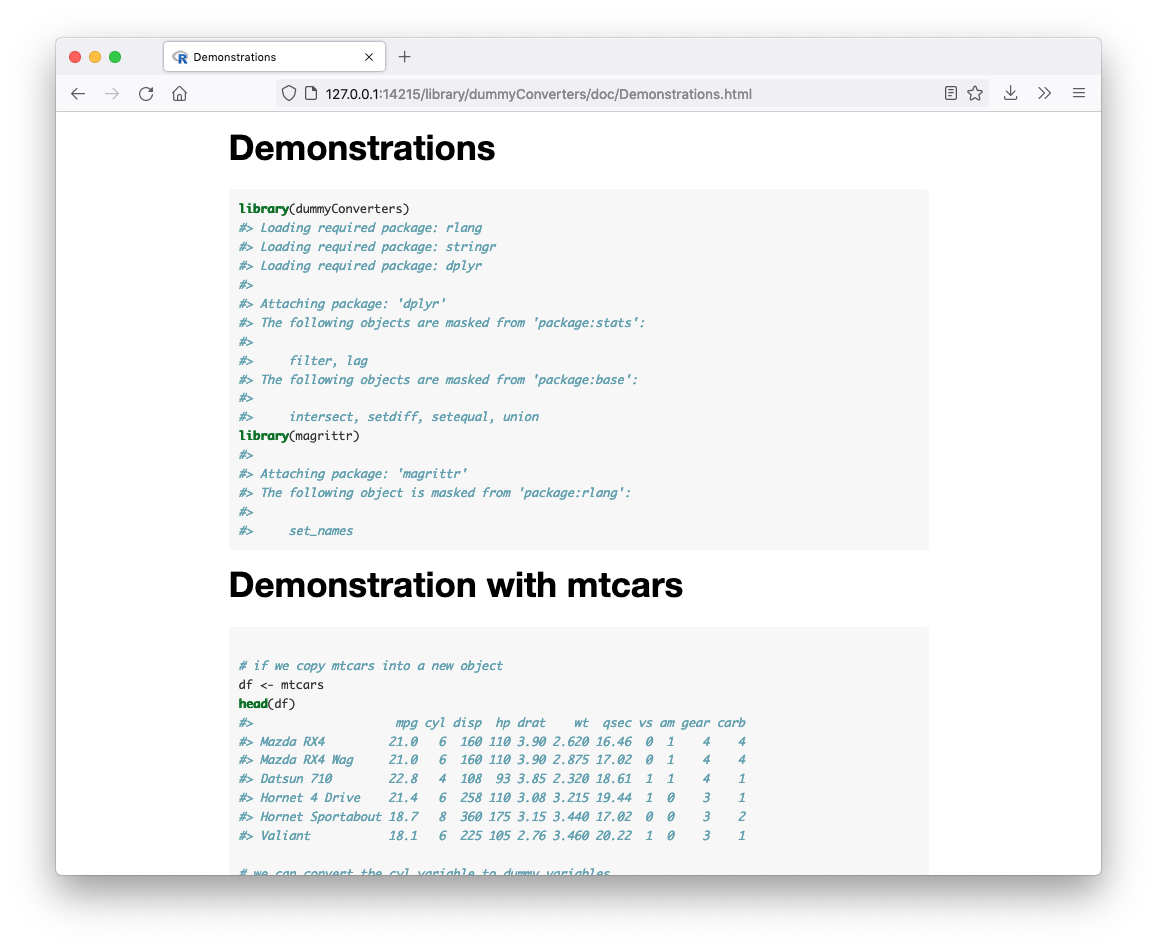 Demonstrations
127.0.0.1:14215/library/dummyConverters/doc/Demonstrations.html
Demonstrations
library(dummyConverters)
#> Loading required package: rlang
#> Loading required package: stringr
#> Loading required package: dplyr
#>
#> Attaching package: 'dplyr'
#> The following objects are masked from 'package:stats':
#>
#>     filter, lag
#> The following objects are masked from 'package:base':
#>
#>     intersect, setdiff, setequal, union
library(magrittr)
#>
#> Attaching package: 'magrittr'
#> The following object is masked from 'package:rlang':
#>
#>     set_names
Demonstration with mtcars
# if we copy mtcars into a new object
df <- mtcars
head(df)
#>                    mpg cyl disp  hp drat    wt  qsec vs am gear carb
#> Mazda RX4         21.0   6  160 110 3.90 2.620 16.46  0  1    4    4
#> Mazda RX4 Wag     21.0   6  160 110 3.90 2.875 17.02  0  1    4    4
#> Datsun 710        22.8   4  108  93 3.85 2.320 18.61  1  1    4    1
#> Hornet 4 Drive    21.4   6  258 110 3.08 3.215 19.44  1  0    3    1
#> Hornet Sportabout 18.7   8  360 175 3.15 3.440 17.02  0  0    3    2
#> Valiant           18.1   6  225 105 2.76 3.460 20.22  1  0    3    1
# we can convert the cyl variable to dummy variables